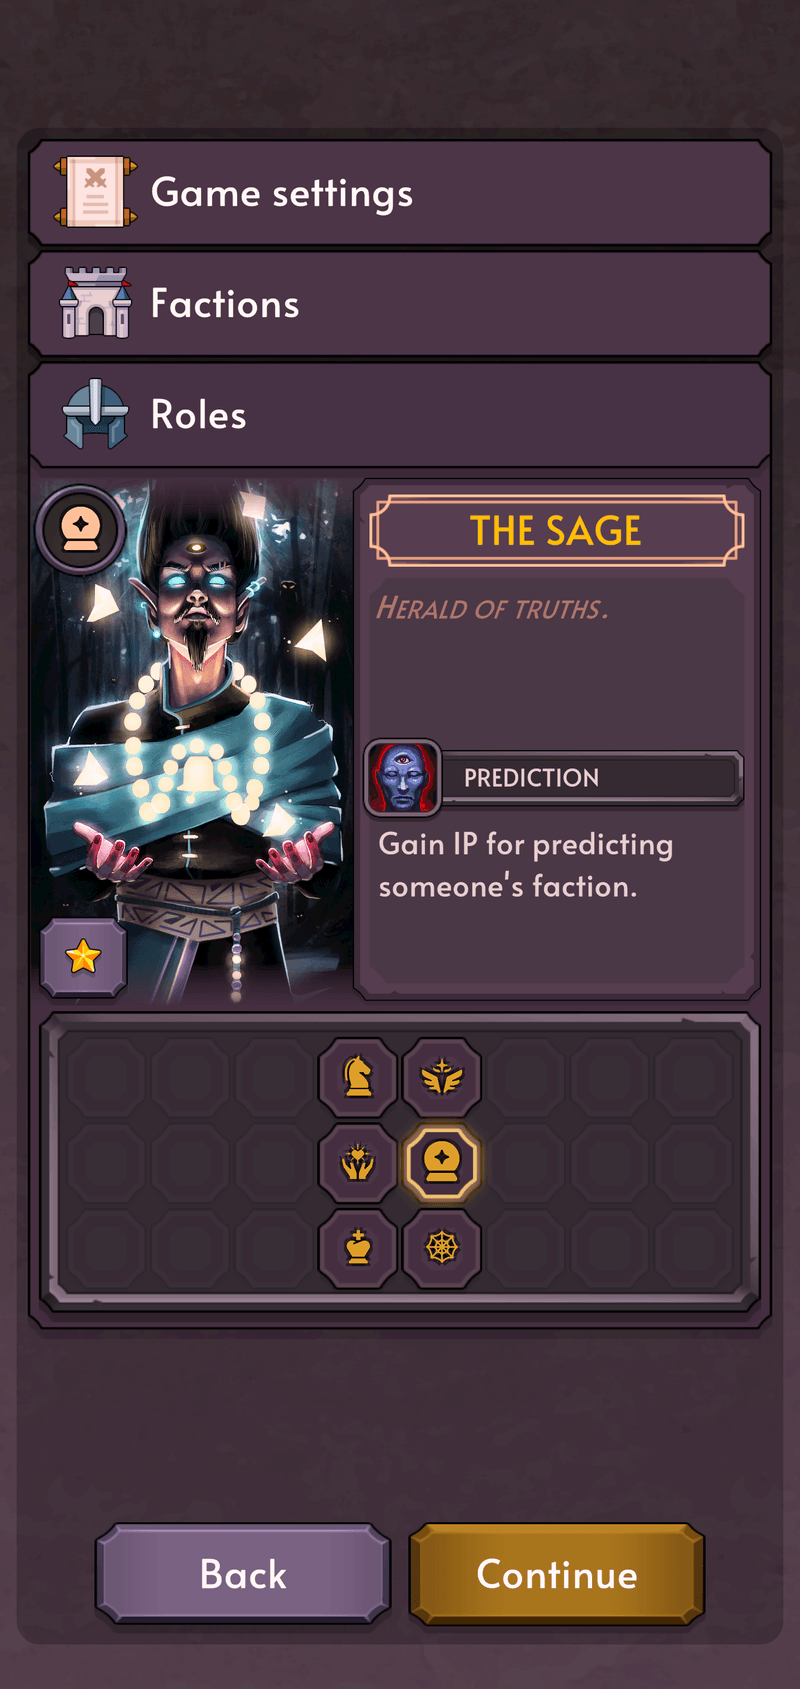 Game settings
Factions
Roles
THE SAGE
HERALD OF TRUTHS.
PREDICTION
Gain IP for predicting
someone's faction.
Back
Continue